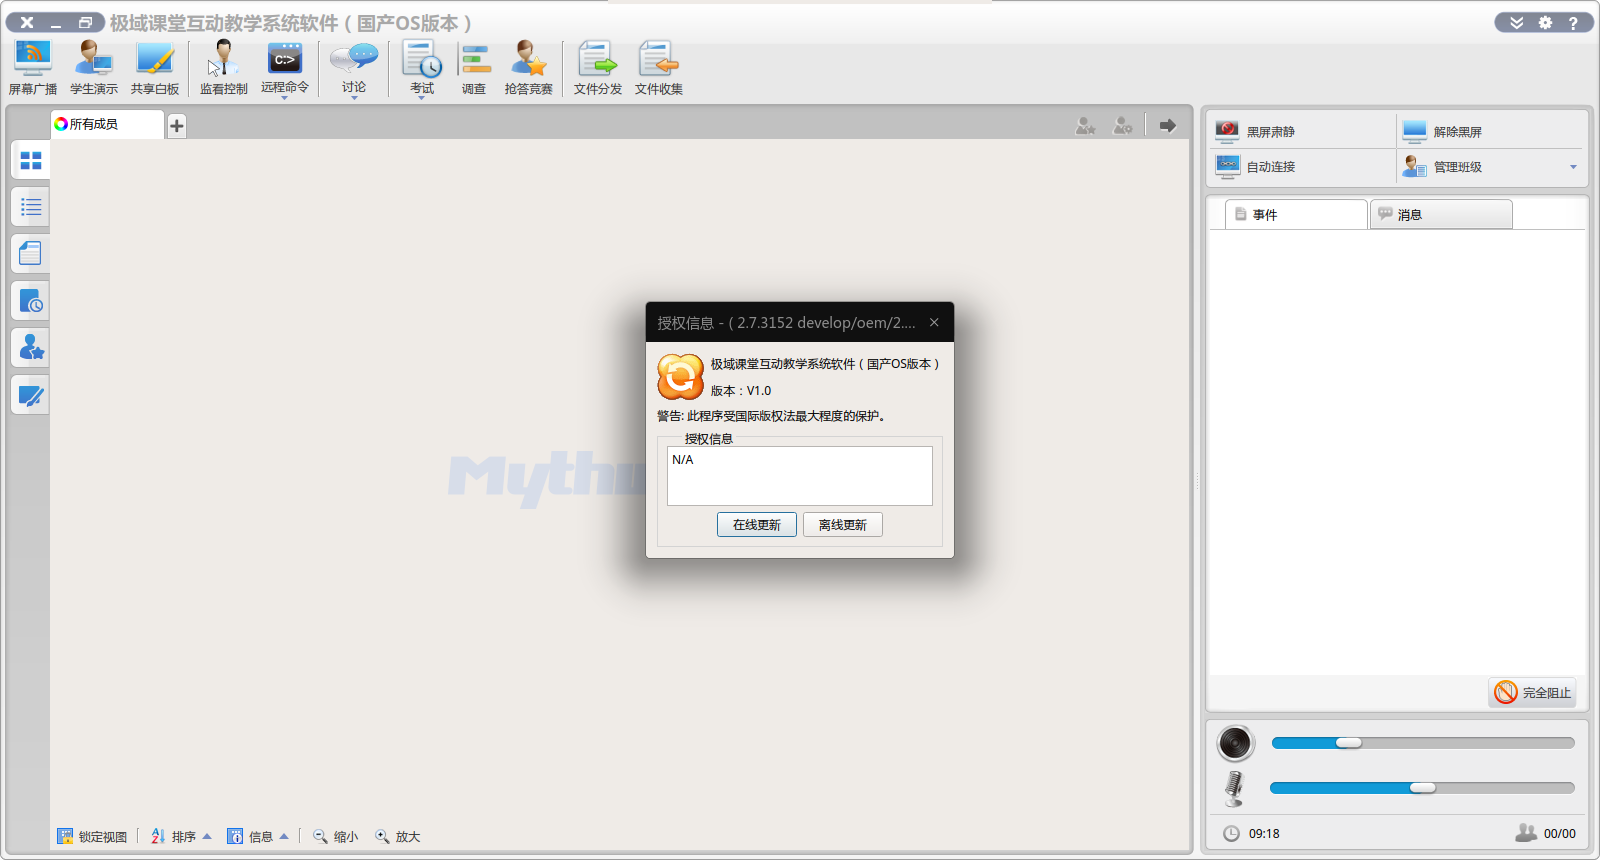 极域课堂互动教学系统软件（国产OS版本）
屏幕广播 学生演示 共享白板 监看控制 远程命令 讨论 考试 调查 抢答竞赛 文件分发 文件收集
C:>
所有成员
黑屏肃静 解除黑屏
自动连接 管理班级
事件 消息
授权信息 - ( 2.7.3152 develop/oem/2....
极域课堂互动教学系统软件（国产OS版本）
版本：V1.0
警告: 此程序受国际版权法最大程度的保护。
授权信息
N/A
在线更新 离线更新
Myth
完全阻止
锁定视图 排序 信息 缩小 放大
09:18 00/00